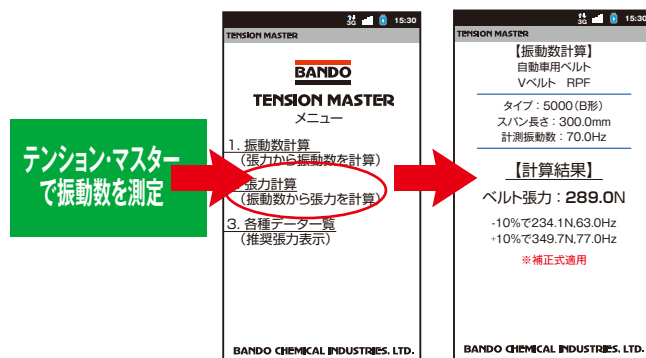 テンション・マスター
で振動数を測定
3G 15:30
TENSION MASTER
BANDO
TENSION MASTER
メニュー
1. 振動数計算
(張力から振動数を計算)
張力計算
(振動数から張力を計算)
3. 各種データ一覧
(推奨張力表示)
BANDO CHEMICAL INDUSTRIES. LTD.
3G 15:30
TENSION MASTER
【振動数計算】
自動車用ベルト
Vベルト RPF
タイプ:5000(B形)
スパン長さ:300.0mm
計測振動数:70.0Hz
【計算結果】
ベルト張力:289.0N
-10%で234.1N,63.0Hz
+10%で349.7N,77.0Hz
※補正式適用
BANDO CHEMICAL INDUSTRIES. LTD.